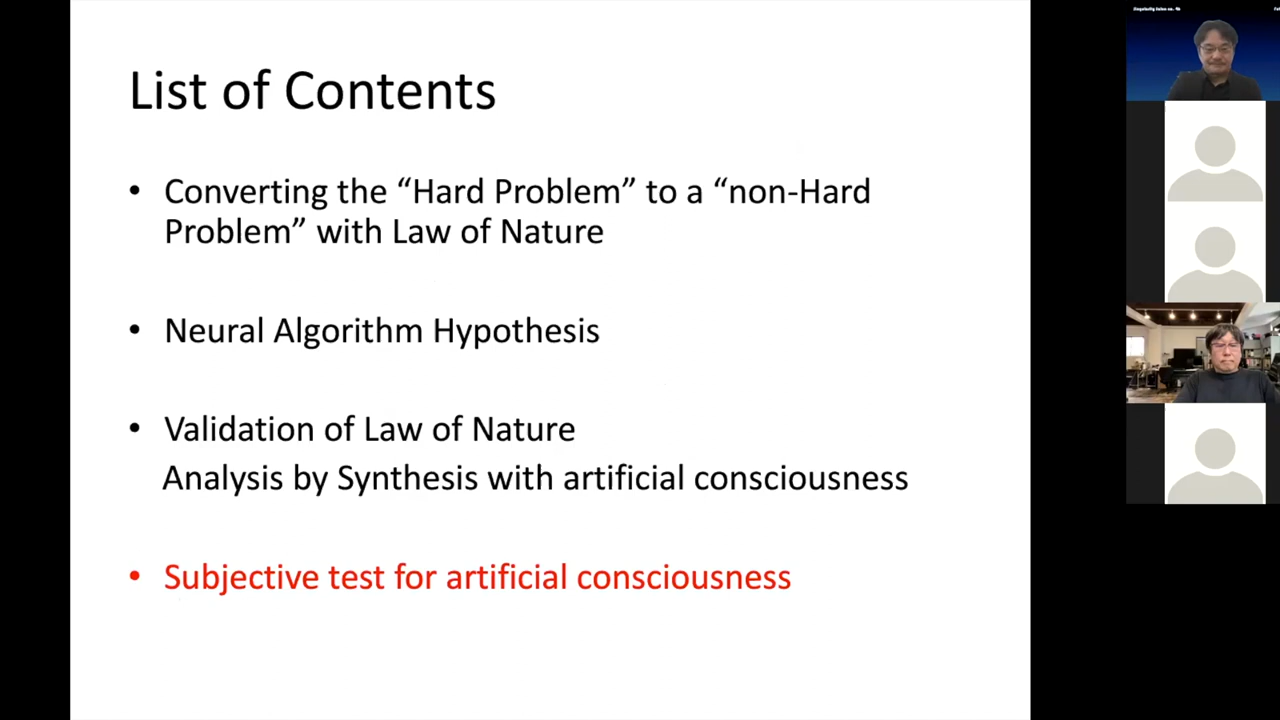 List of Contents
• Converting the “Hard Problem” to a “non-Hard
Problem” with Law of Nature
• Neural Algorithm Hypothesis
• Validation of Law of Nature
Analysis by Synthesis with artificial consciousness
• Subjective test for artificial consciousness